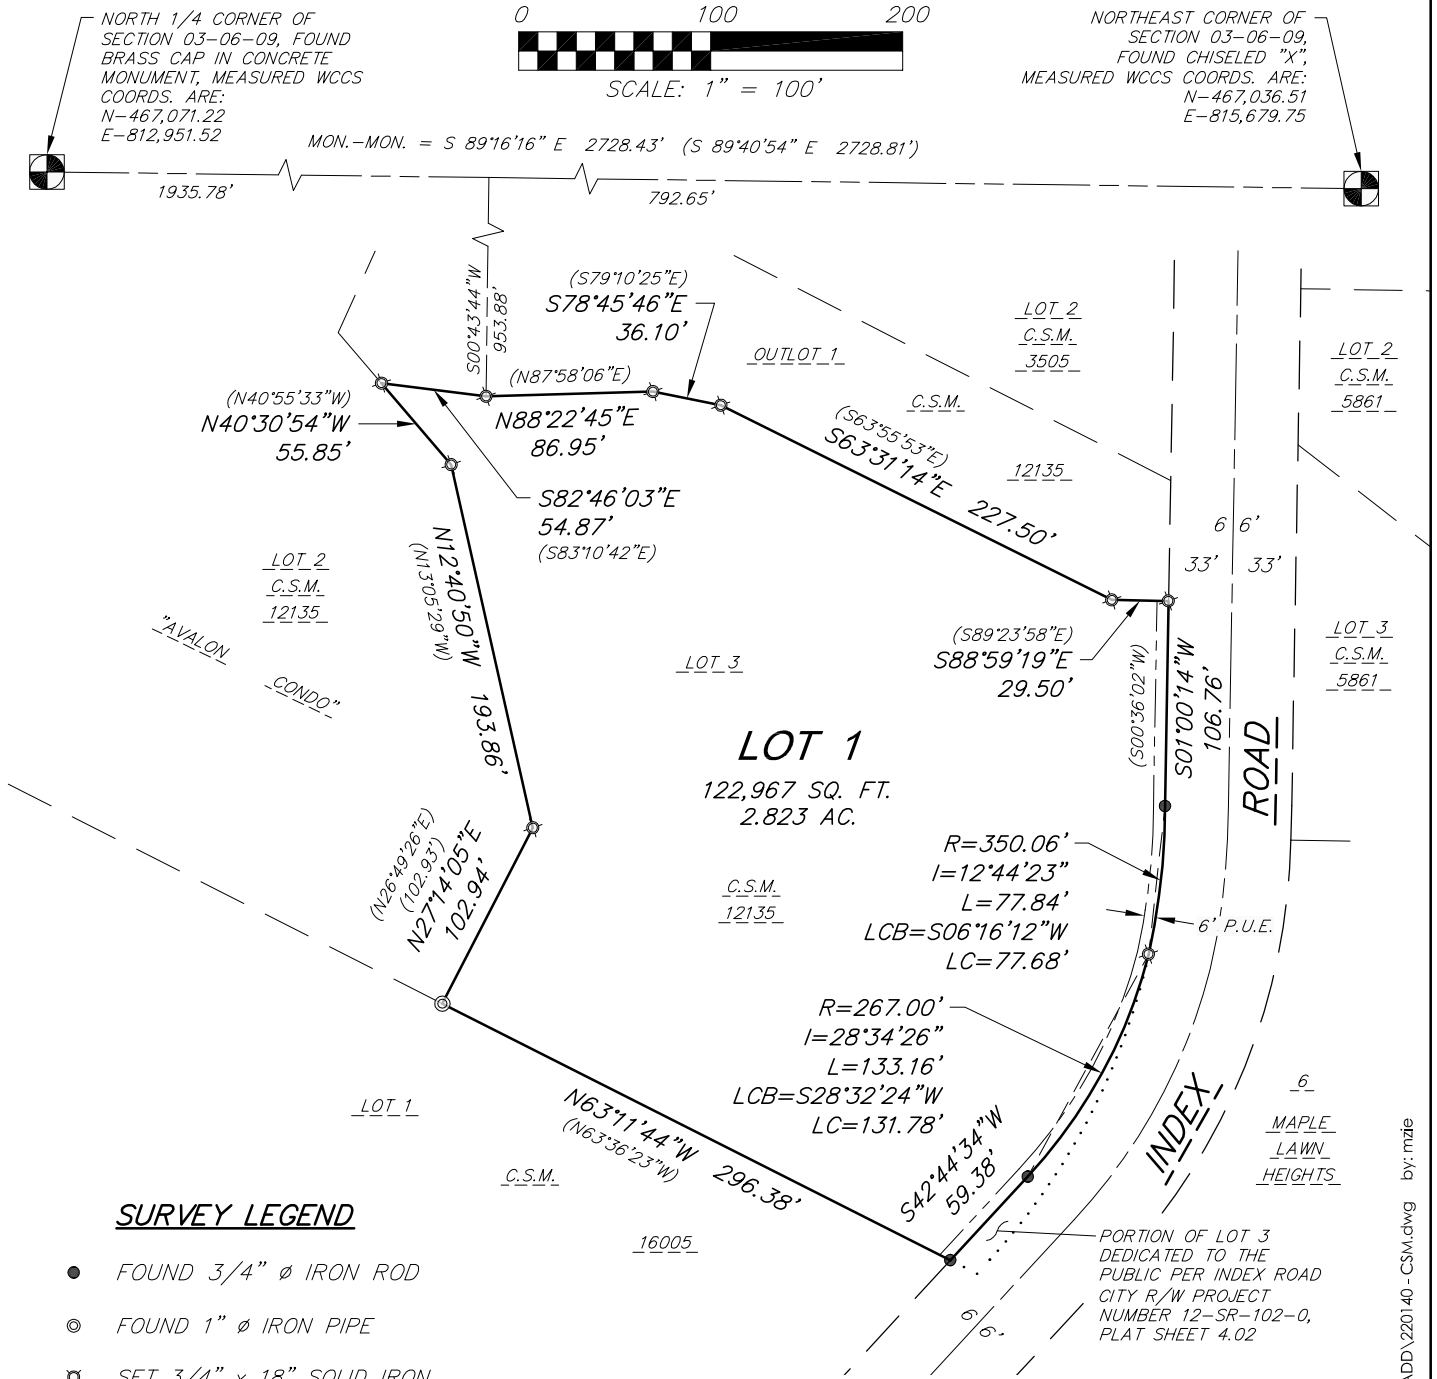 NORTH 1/4 CORNER OF
SECTION 03-06-09, FOUND
BRASS CAP IN CONCRETE
MONUMENT, MEASURED WCCS
COORDS. ARE:
N-467,071.22
E-812,951.52
0 100 200
SCALE: 1" = 100'
NORTHEAST CORNER OF
SECTION 03-06-09,
FOUND CHISELED "X",
MEASURED WCCS COORDS. ARE:
N-467,036.51
E-815,679.75
MON.-MON. = S 89°16'16" E 2728.43' (S 89°40'54" E 2728.81')
1935.78'
792.65'
S00°43'44"W
953.88'
(S79°10'25"E)
S78°45'46"E
36.10'
OUTLOT 1
C.S.M.
12135
LOT 2
C.S.M.
3505
LOT 2
C.S.M.
5861
(N40°55'33"W)
N40°30'54"W
55.85'
(N87°58'06"E)
N88°22'45"E
86.95'
S82°46'03"E
54.87'
(S83°10'42"E)
(S63°55'53"E)
S63°31'14"E 227.50'
6 6'
33' 33'
LOT 2
C.S.M.
12135
"AVALON
CONDO"
N12°40'50"W 193.86'
(N13°05'29"W)
LOT 3
(S89°23'58"E)
S88°59'19"E
29.50'
(S00°36'02"W)
S01°00'14"W
106.76'
LOT 3
C.S.M.
5861
ROAD
LOT 1
122,967 SQ. FT.
2.823 AC.
C.S.M.
12135
(N26°49'26"E)
(102.93')
N27°14'05"E
102.94'
R=350.06'
I=12°44'23"
L=77.84'
LCB=S06°16'12"W
LC=77.68'
6' P.U.E.
R=267.00'
I=28°34'26"
L=133.16'
LCB=S28°32'24"W
LC=131.78'
INDEX
6
MAPLE
LAWN
HEIGHTS
LOT 1
C.S.M.
16005
N63°11'44"W 296.38'
(N63°36'23"W)
S42°44'34"W
59.38'
6 6'
PORTION OF LOT 3
DEDICATED TO THE
PUBLIC PER INDEX ROAD
CITY R/W PROJECT
NUMBER 12-SR-102-0,
PLAT SHEET 4.02
SURVEY LEGEND
FOUND 3/4" ø IRON ROD
FOUND 1" ø IRON PIPE
SET 3/4" x 18" SOLID IRON
ADD\220140 - CSM.dwg by: mzie